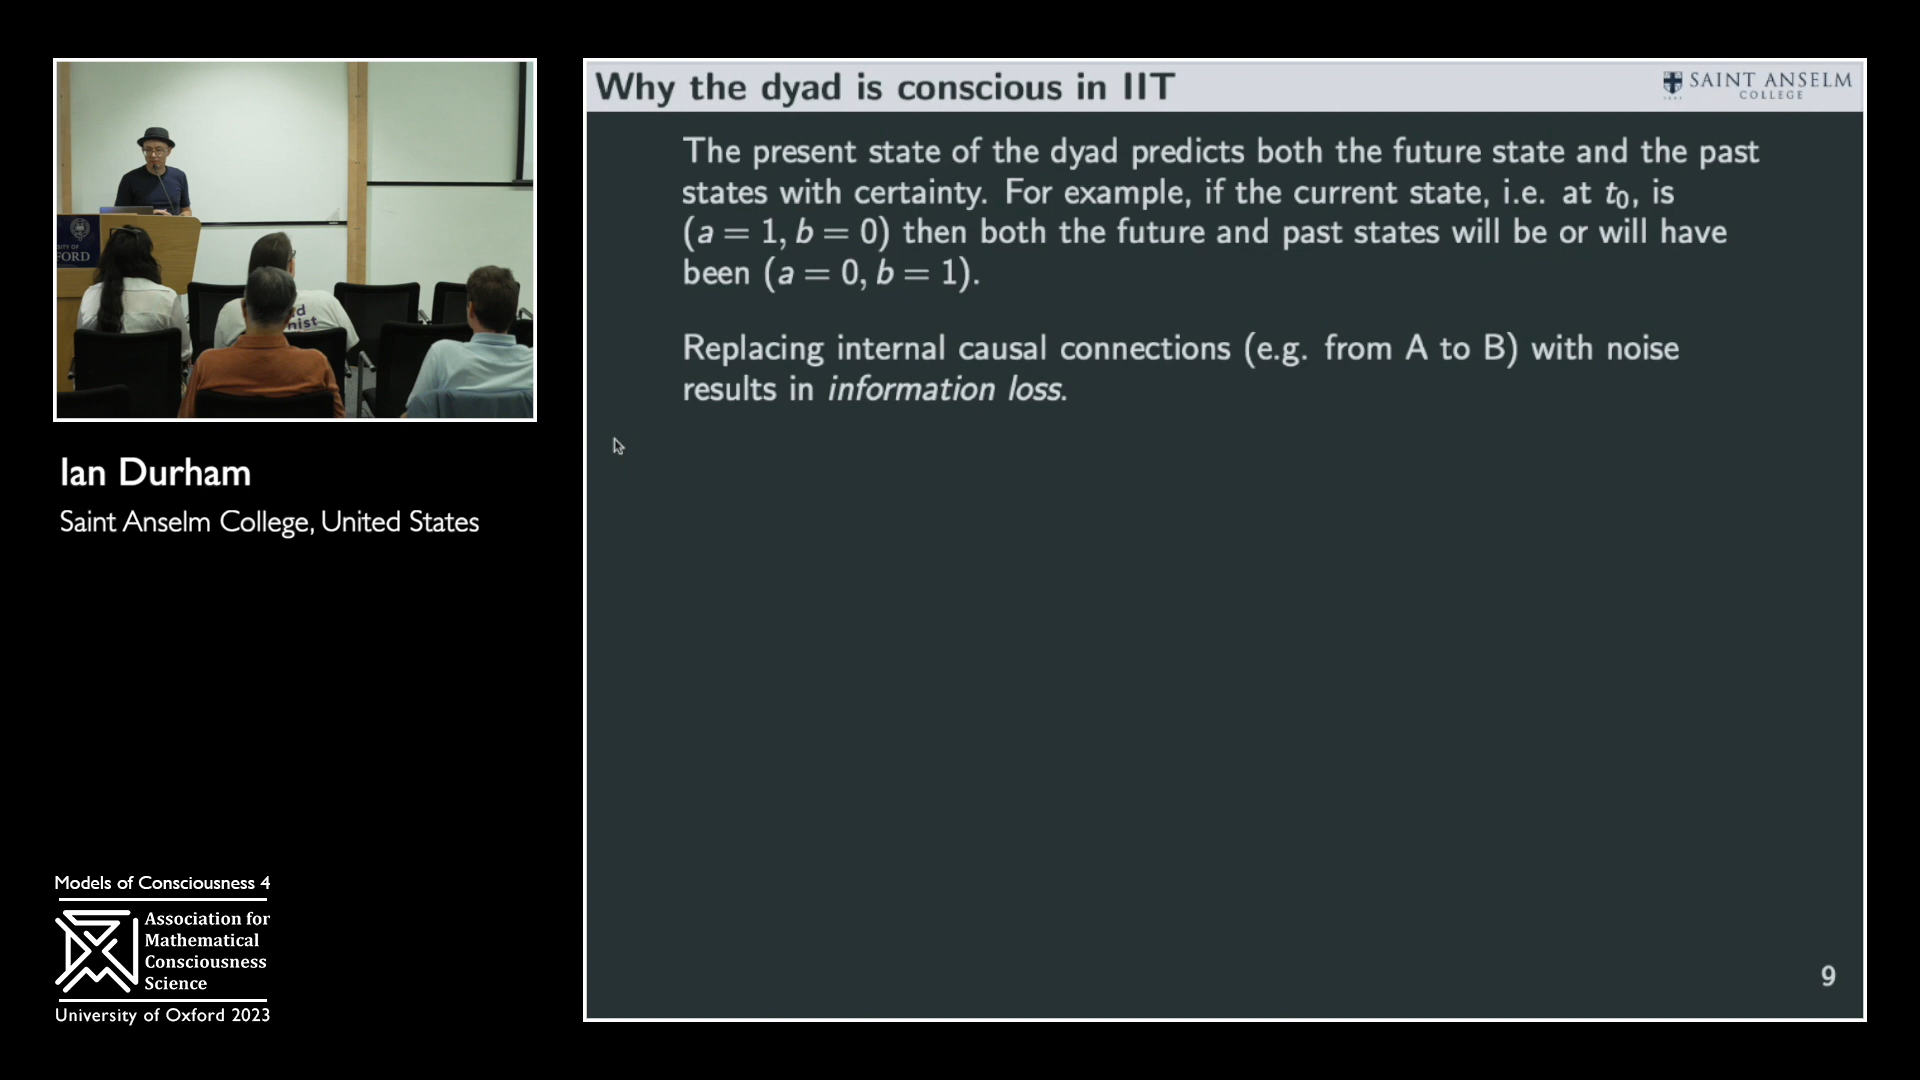 Why the dyad is conscious in IIT
SAINT ANSELM
COLLEGE
The present state of the dyad predicts both the future state and the past
states with certainty. For example, if the current state, i.e. at t₀, is
(a = 1, b = 0) then both the future and past states will be or will have
been (a = 0, b = 1).
Replacing internal causal connections (e.g. from A to B) with noise
results in information loss.
9
Ian Durham
Saint Anselm College, United States
Models of Consciousness 4
Association for
Mathematical
Consciousness
Science
University of Oxford 2023